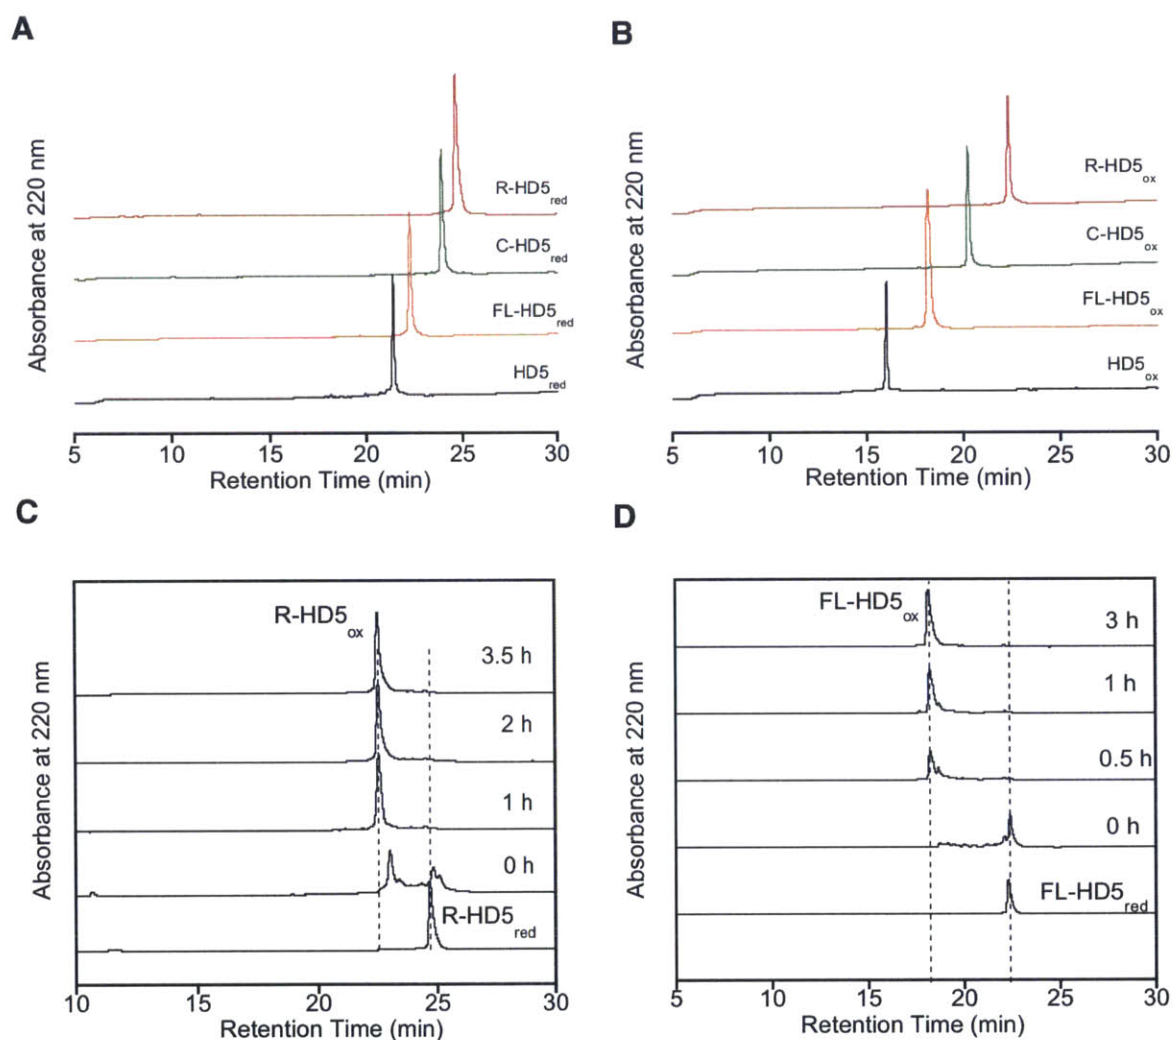 A
Absorbance at 220 nm
R-HD5red
C-HD5red
FL-HD5red
HD5red
5 10 15 20 25 30
Retention Time (min)
B
Absorbance at 220 nm
R-HD5ox
C-HD5ox
FL-HD5ox
HD5ox
5 10 15 20 25 30
Retention Time (min)
C
Absorbance at 220 nm
R-HD5ox
3.5 h
2 h
1 h
0 h
R-HD5red
10 15 20 25 30
Retention Time (min)
D
Absorbance at 220 nm
FL-HD5ox
3 h
1 h
0.5 h
0 h
FL-HD5red
5 10 15 20 25 30
Retention Time (min)